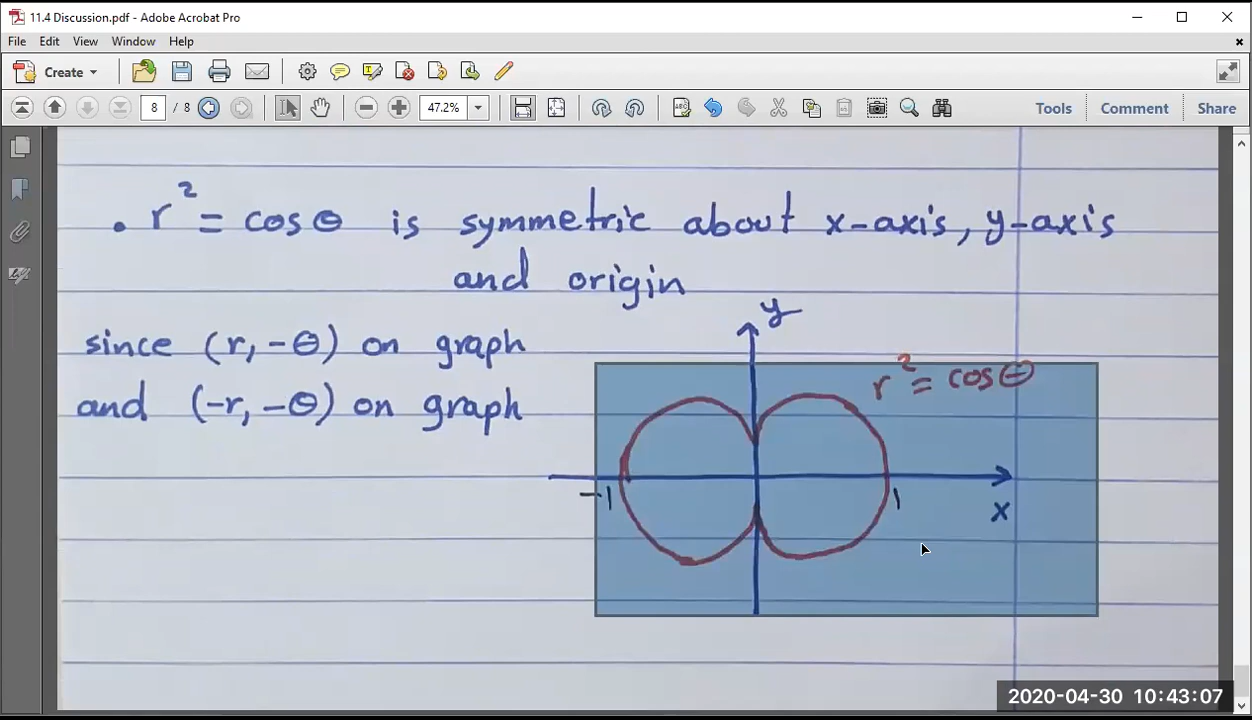 11.4 Discussion.pdf - Adobe Acrobat Pro
File Edit View Window Help
Create
8 / 8 47.2% Tools Comment Share
. r² = cos θ is symmetric about x-axis, y-axis
and origin
since (r, -θ) on graph
and (-r, -θ) on graph
y
r² = cos θ
-1
1
x
2020-04-30 10:43:07